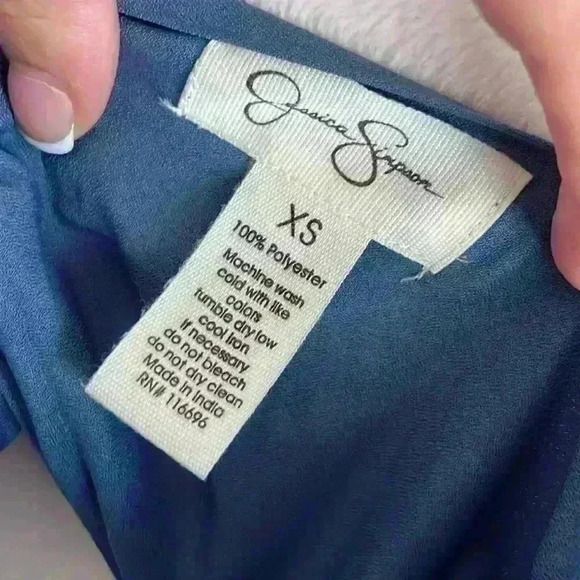 Jessica Simpson
XS
100% Polyester
Machine wash
cold with like
colors
tumble dry low
cool iron
if necessary
do not bleach
do not dry clean
Made in India
RN# 116696